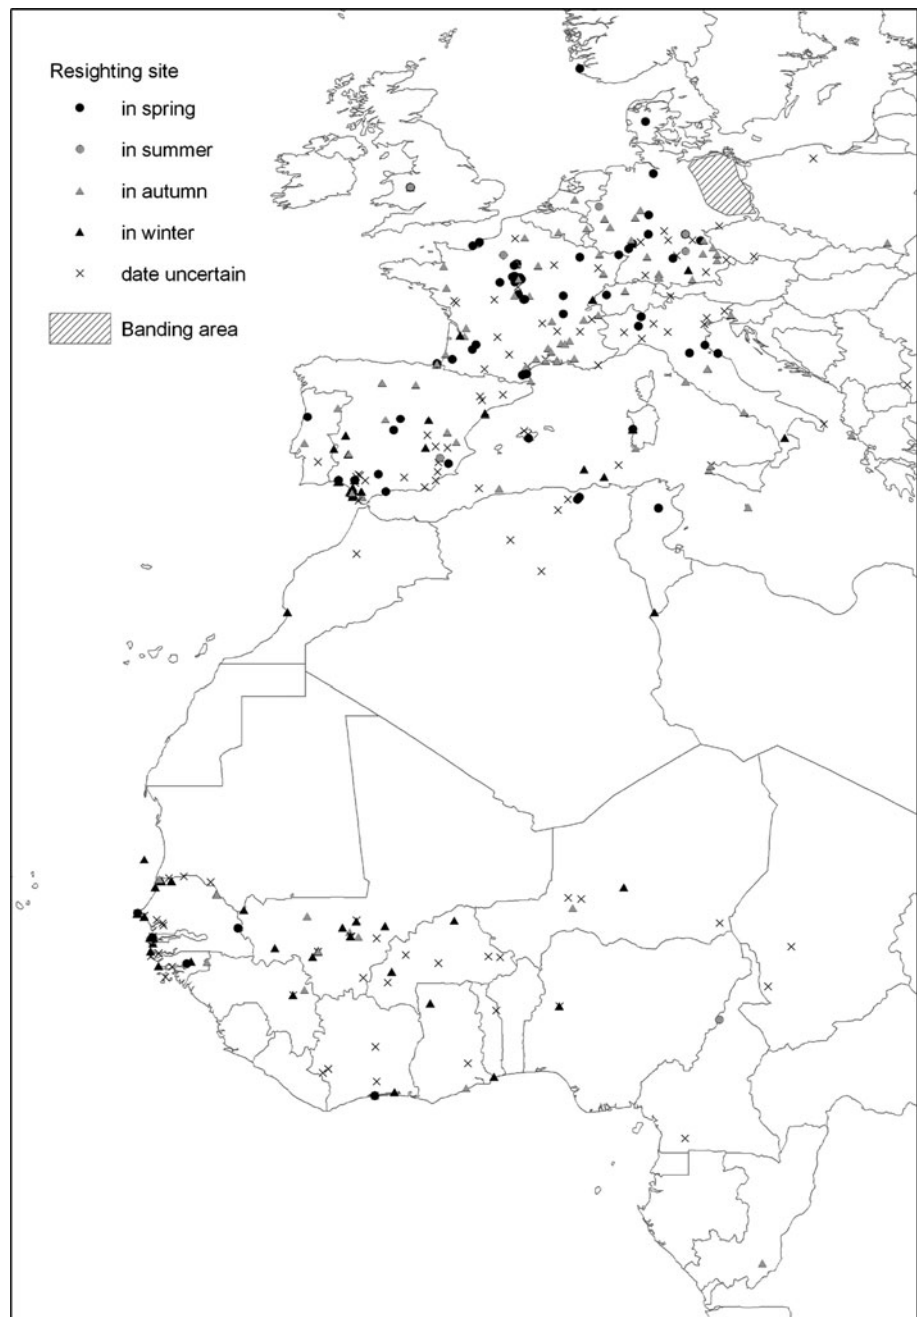 Resighting site
in spring
in summer
in autumn
in winter
date uncertain
Banding area